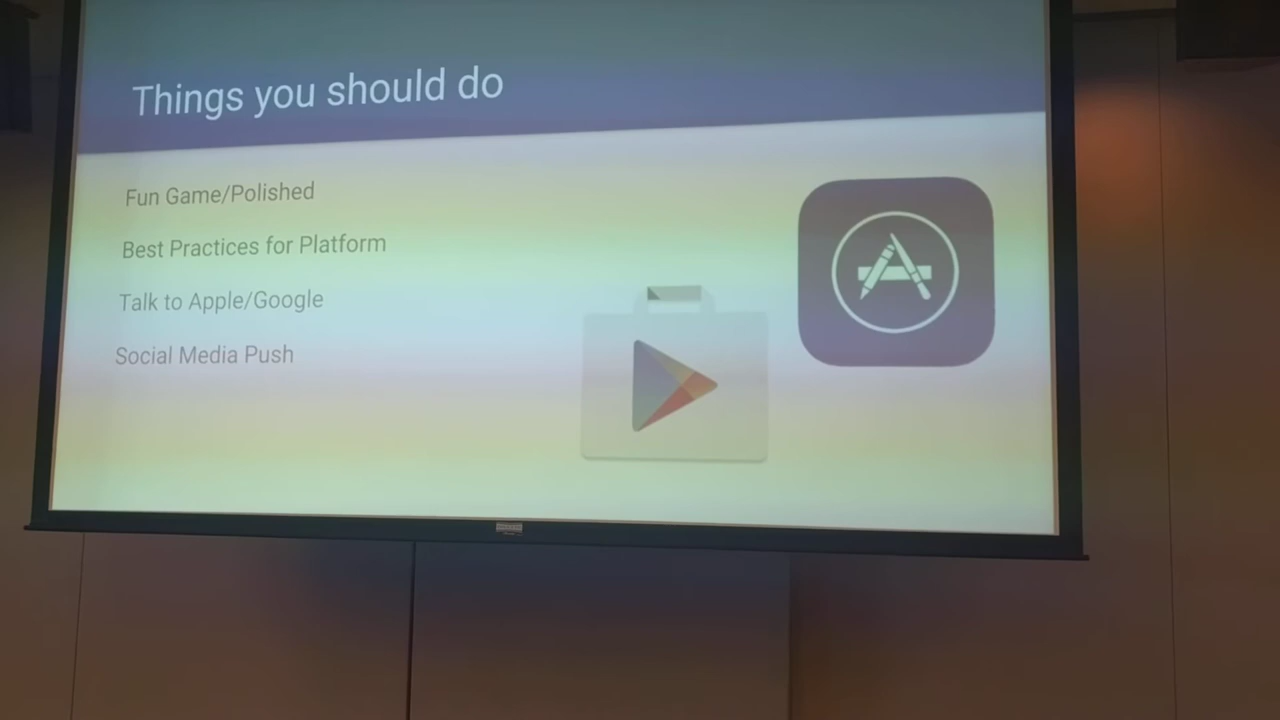 Things you should do
Fun Game/Polished
Best Practices for Platform
Talk to Apple/Google
Social Media Push